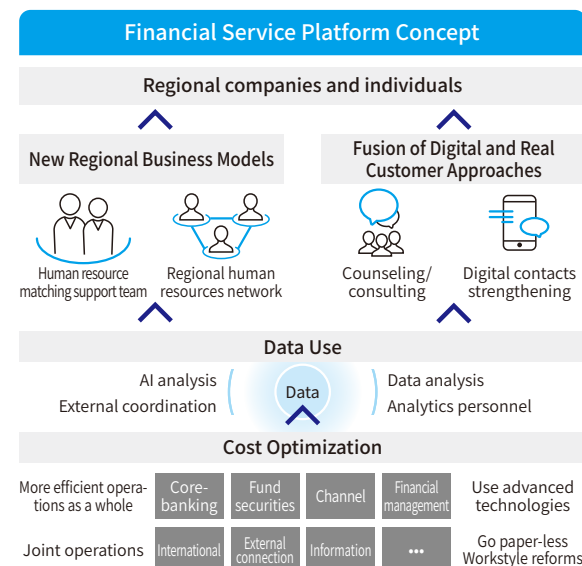 Financial Service Platform Concept
Regional companies and individuals
New Regional Business Models
Fusion of Digital and Real
Customer Approaches
Human resource
matching support team
Regional human
resources network
Counseling/
consulting
Digital contacts
strengthening
Data Use
AI analysis
External coordination
Data
Data analysis
Analytics personnel
Cost Optimization
More efficient opera-
tions as a whole
Core-
banking
Fund
securities
Channel
Financial
management
Use advanced
technologies
Joint operations
International
External
connection
Information
•••
Go paper-less
Workstyle reforms